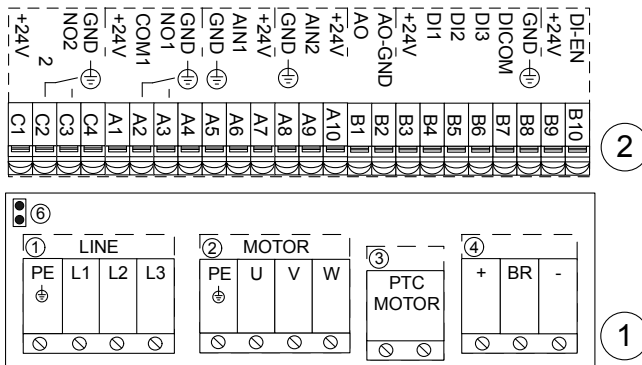 +24V
2
NO2
GND
+24V
COM1
NO1
GND
GND
AIN1
+24V
GND
AIN2
+24V
AO
AO-GND
+24V
DI1
DI2
DI3
DICOM
GND
+24V
DI-EN
C1 C2 C3 C4 A1 A2 A3 A4 A5 A6 A7 A8 A9 A10 B1 B2 B3 B4 B5 B6 B7 B8 B9 B10
2
6
1 LINE
PE L1 L2 L3
2 MOTOR
PE U V W
3
PTC
MOTOR
4
+ BR -
1